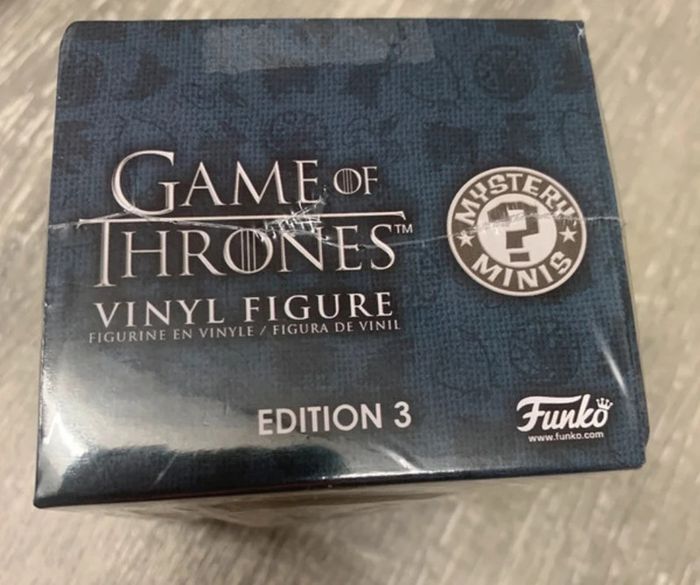 GAME OF
THRONES™
VINYL FIGURE
FIGURINE EN VINYLE / FIGURA DE VINIL
MYSTERY
?
MINIS
EDITION 3
Funko
www.funko.com